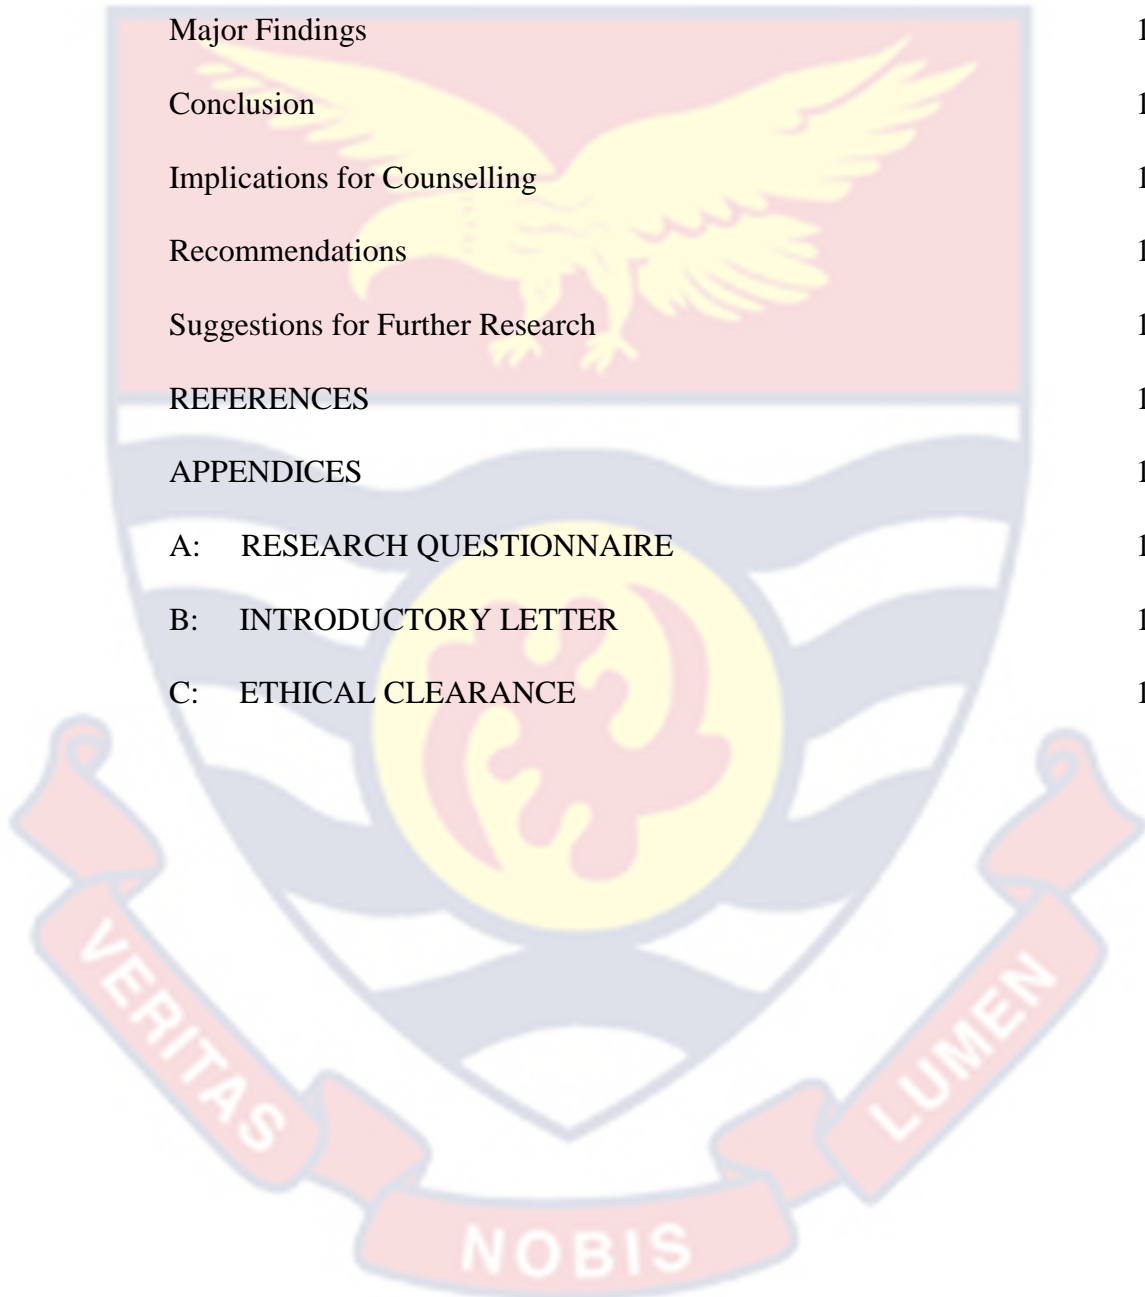 Major Findings 1
Conclusion 1
Implications for Counselling 1
Recommendations 1
Suggestions for Further Research 1
REFERENCES 1
APPENDICES 1
A: RESEARCH QUESTIONNAIRE 1
B: INTRODUCTORY LETTER 1
C: ETHICAL CLEARANCE 1
VERITAS
NOBIS
LUMEN